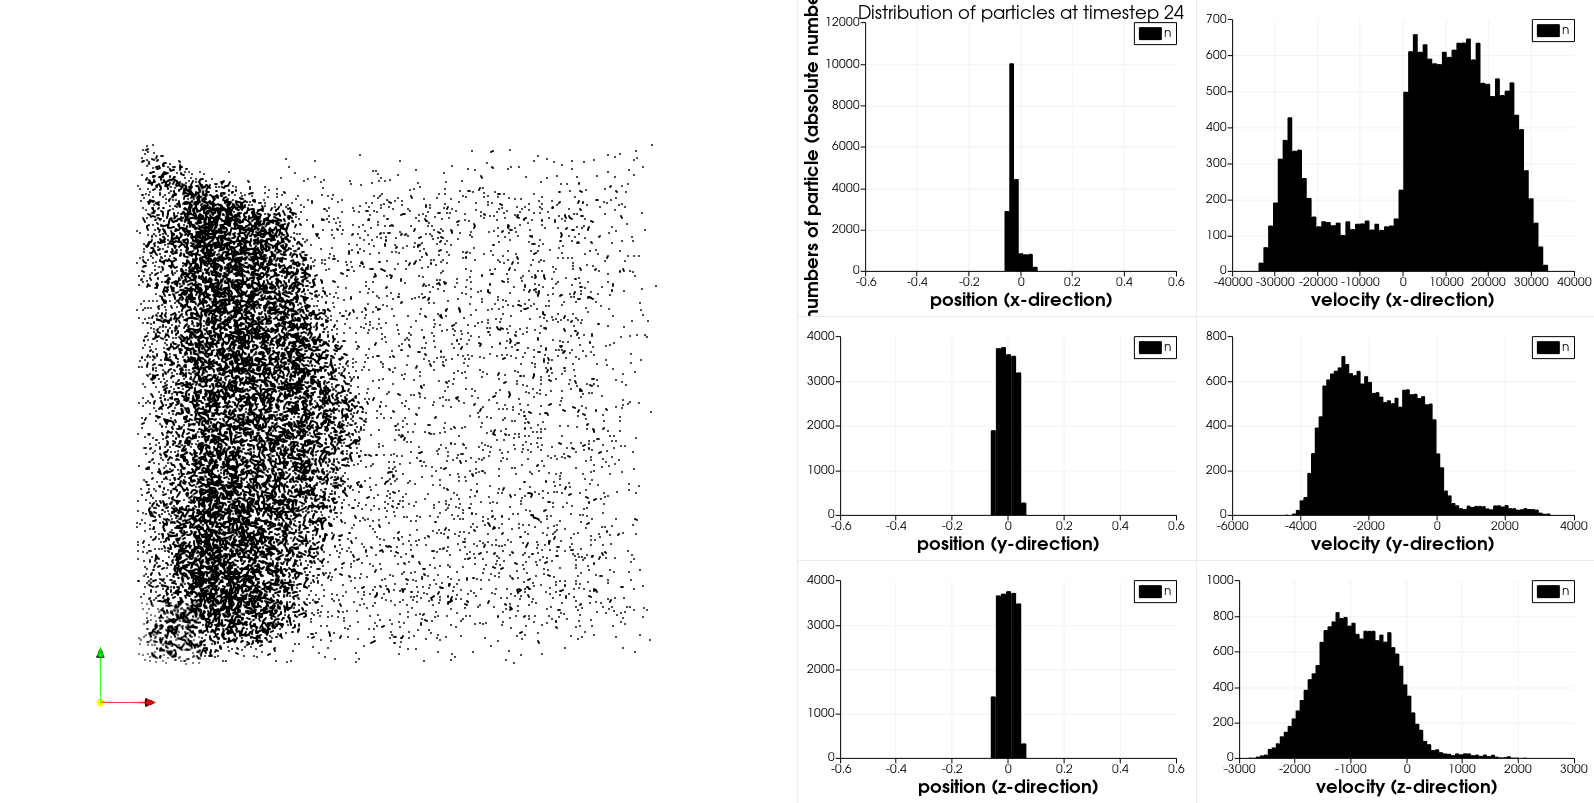 Distribution of particles at timestep 24
numbers of particle (absolute numbe
12000
10000
8000
6000
4000
2000
0
-0.6 -0.4 -0.2 0 0.2 0.4 0.6
position (x-direction)
n
700
600
500
400
300
200
100
0
-40000 -30000 -20000 -10000 0 10000 20000 30000 40000
velocity (x-direction)
n
4000
3000
2000
1000
0
-0.6 -0.4 -0.2 0 0.2 0.4 0.6
position (y-direction)
n
800
600
400
200
0
-6000 -4000 -2000 0 2000 4000
velocity (y-direction)
n
4000
3000
2000
1000
0
-0.6 -0.4 -0.2 0 0.2 0.4 0.6
position (z-direction)
n
1000
800
600
400
200
0
-3000 -2000 -1000 0 1000 2000 3000
velocity (z-direction)
n